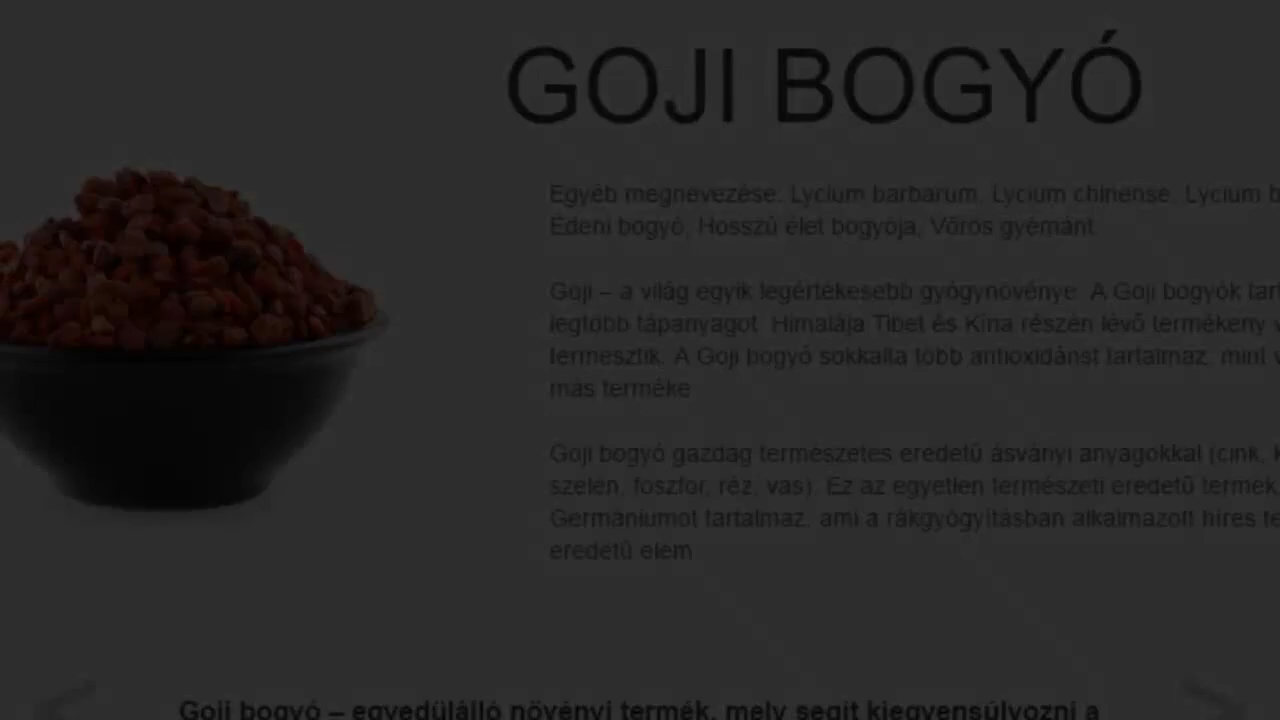 GOJI BOGYÓ
Egyéb megnevezése: Lycium barbarum, Lycium chinense, Lycium
Édeni bogyó, Hosszú élet bogyója, Vörös gyémánt
Goji – a világ egyik legértékesebb gyógynövénye. A Goji bogyók
legtöbb tápanyagot. Himalája Tibet és Kína részén lévő termékeny
termesztik. A Goji bogyó sokkalta több antioxidánst tartalmaz, mint
más terméke
Goji bogyó gazdag természetes eredetű ásványi anyagokkal (cink,
szelén, foszfor, réz, vas). Ez az egyetlen természeti eredetű termék,
Germániumot tartalmaz, ami a rákgyógyításban alkalmazott híres
eredetű elem
Goji bogyó – egyedülálló növényi termék, mely segít kiegyensúlyozni a